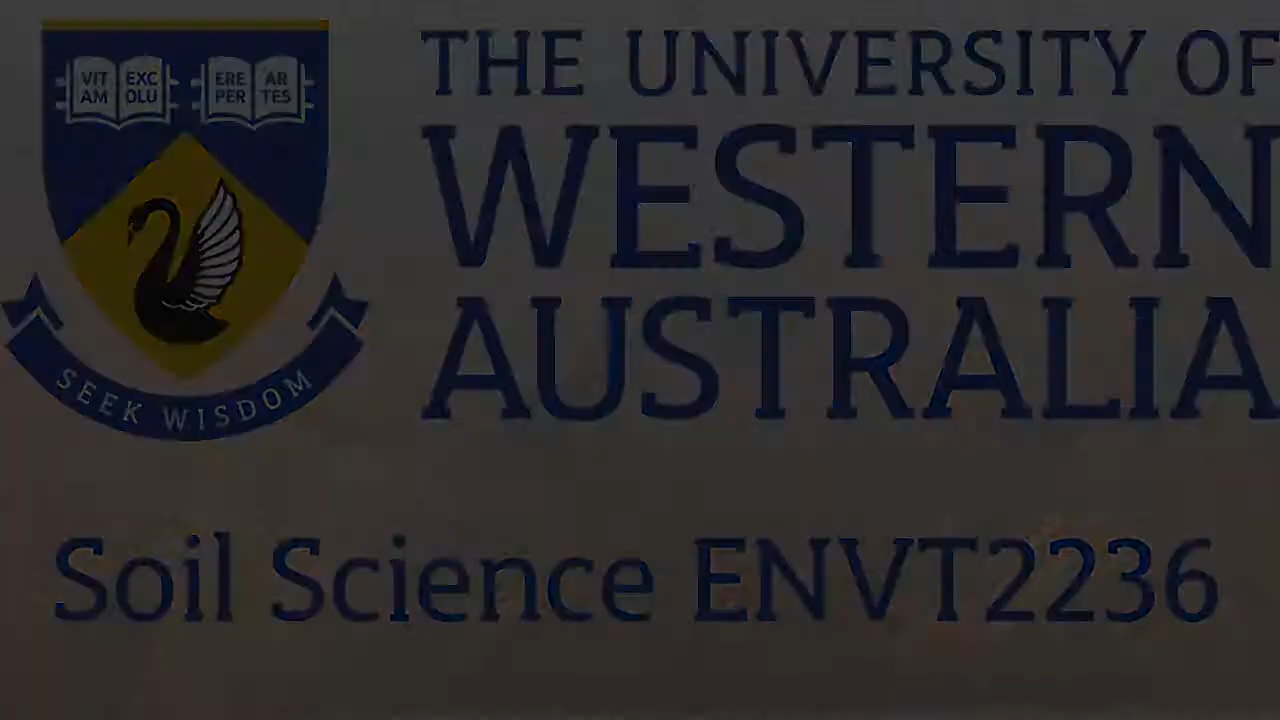 VIT EXC ERE AR
AM OLU PER TES
SEEK WISDOM
THE UNIVERSITY OF
WESTERN
AUSTRALIA
Soil Science ENVT2236